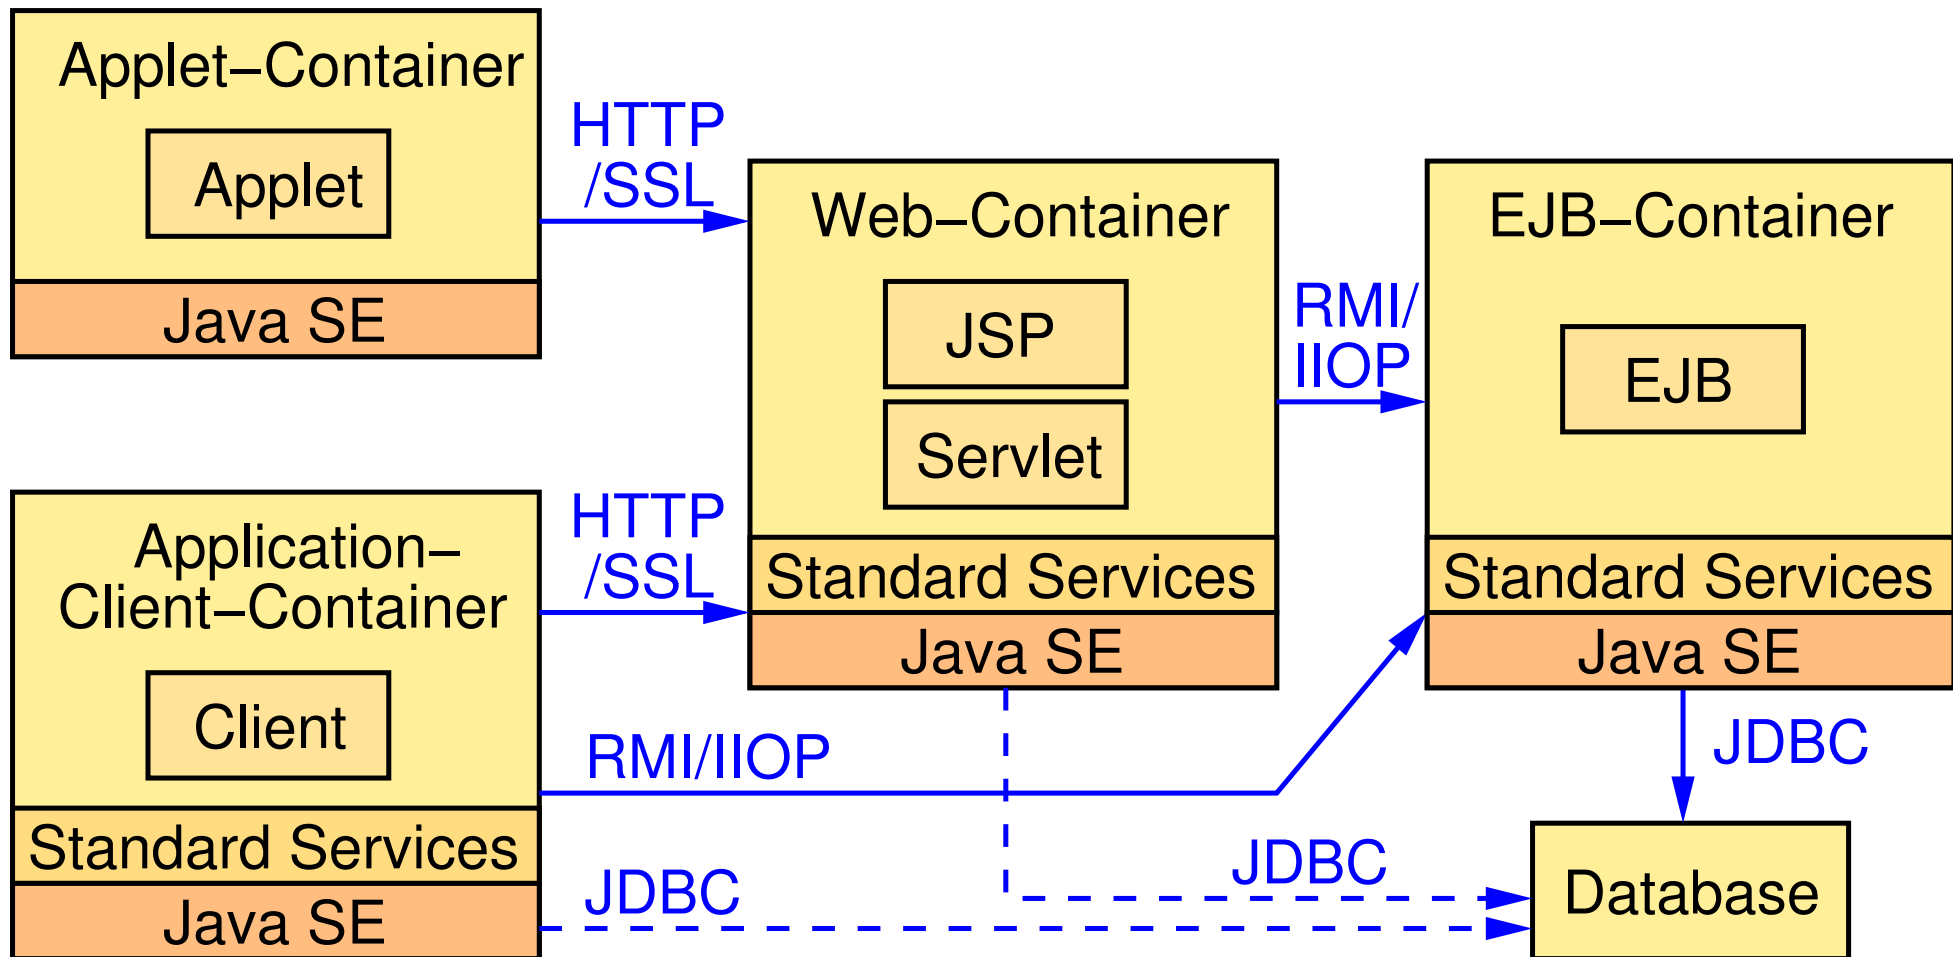 Applet–Container
Applet
Java SE
HTTP
/SSL
Web–Container
JSP
Servlet
Standard Services
Java SE
RMI/
IIOP
EJB–Container
EJB
Standard Services
Java SE
Application–
Client–Container
Client
Standard Services
Java SE
HTTP
/SSL
RMI/IIOP
JDBC
JDBC
JDBC
Database